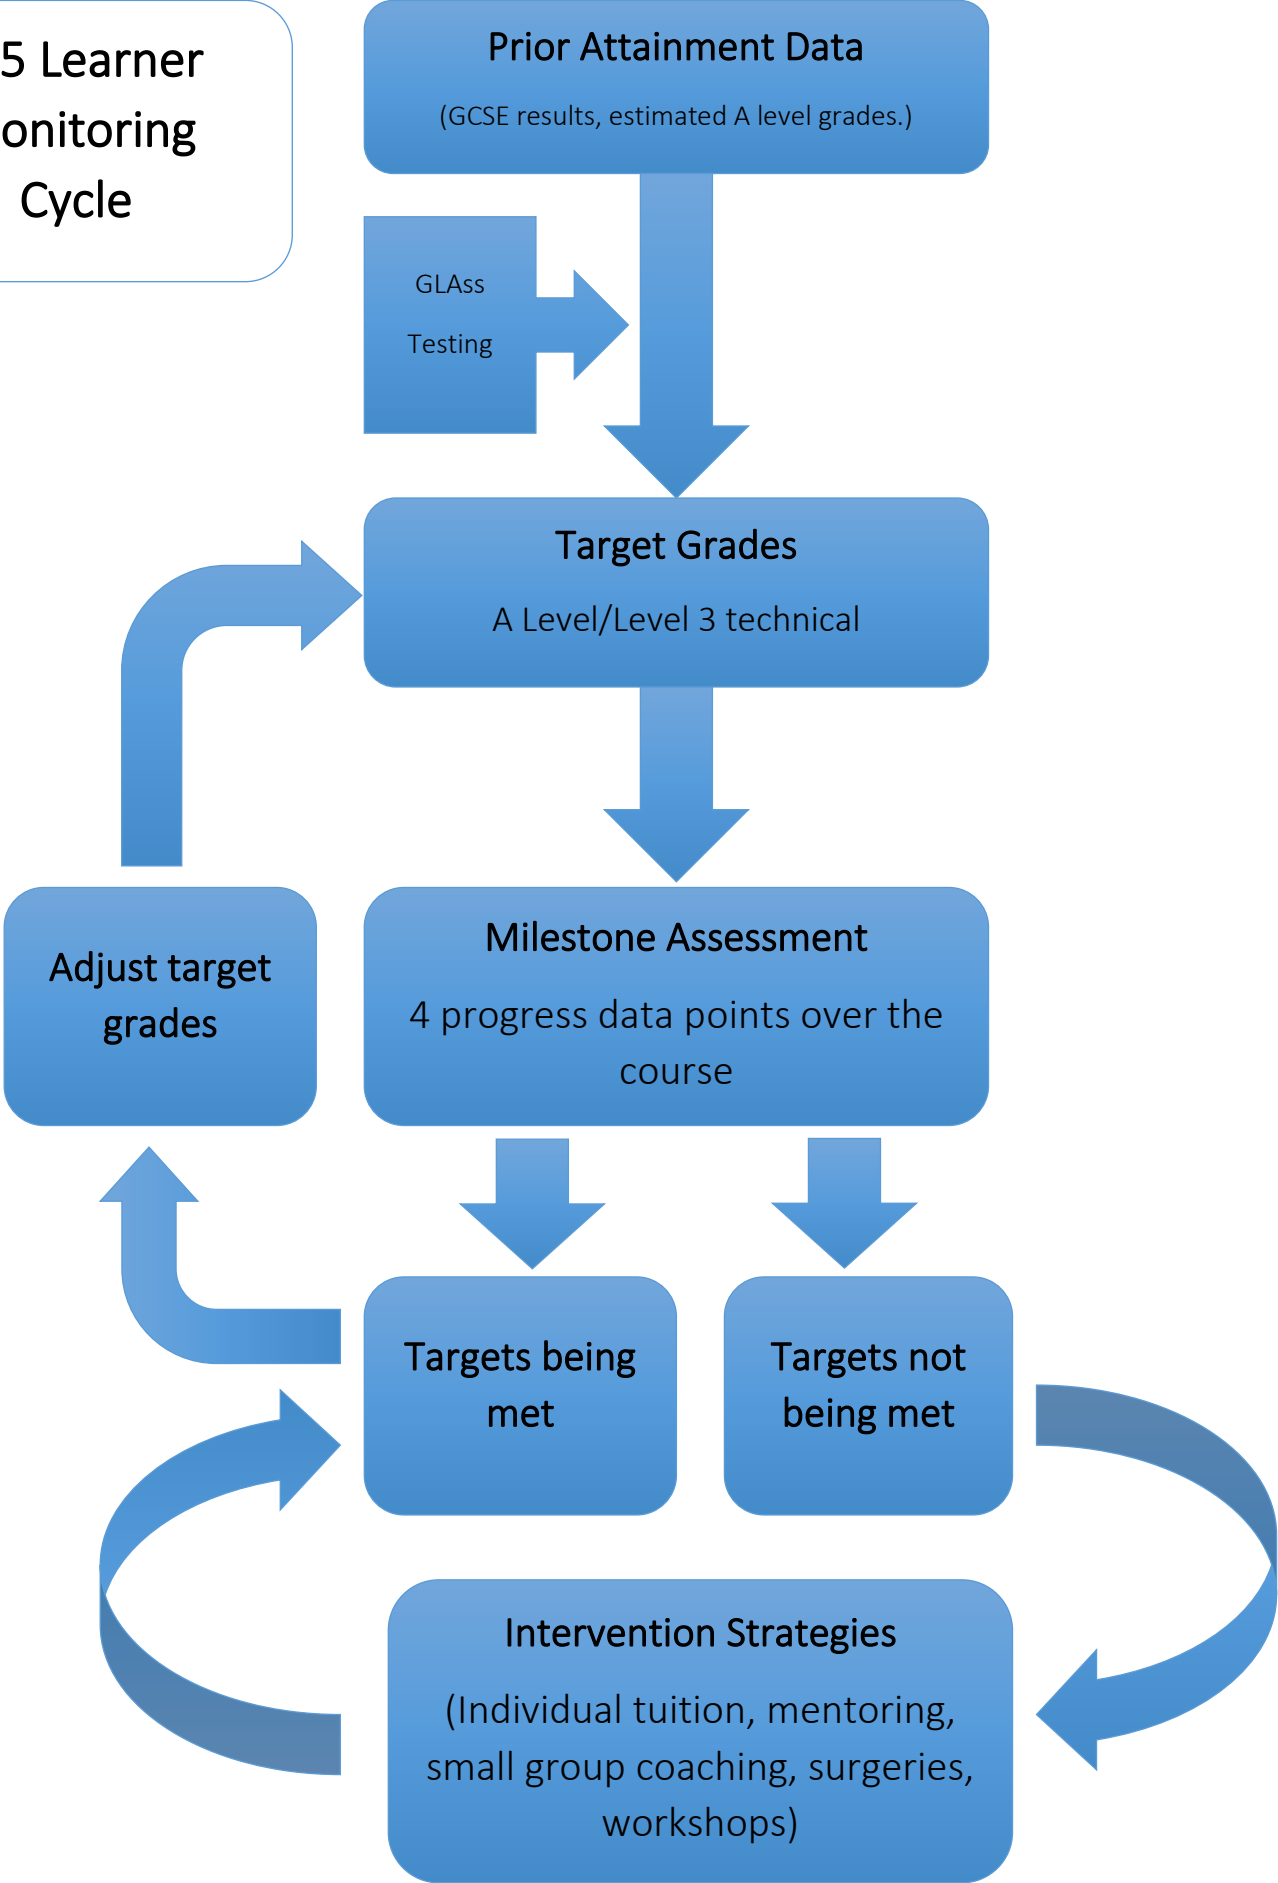 5 Learner
onitoring
Cycle
Prior Attainment Data
(GCSE results, estimated A level grades.)
GLAss
Testing
Target Grades
A Level/Level 3 technical
Adjust target
grades
Milestone Assessment
4 progress data points over the
course
Targets being
met
Targets not
being met
Intervention Strategies
(Individual tuition, mentoring,
small group coaching, surgeries,
workshops)